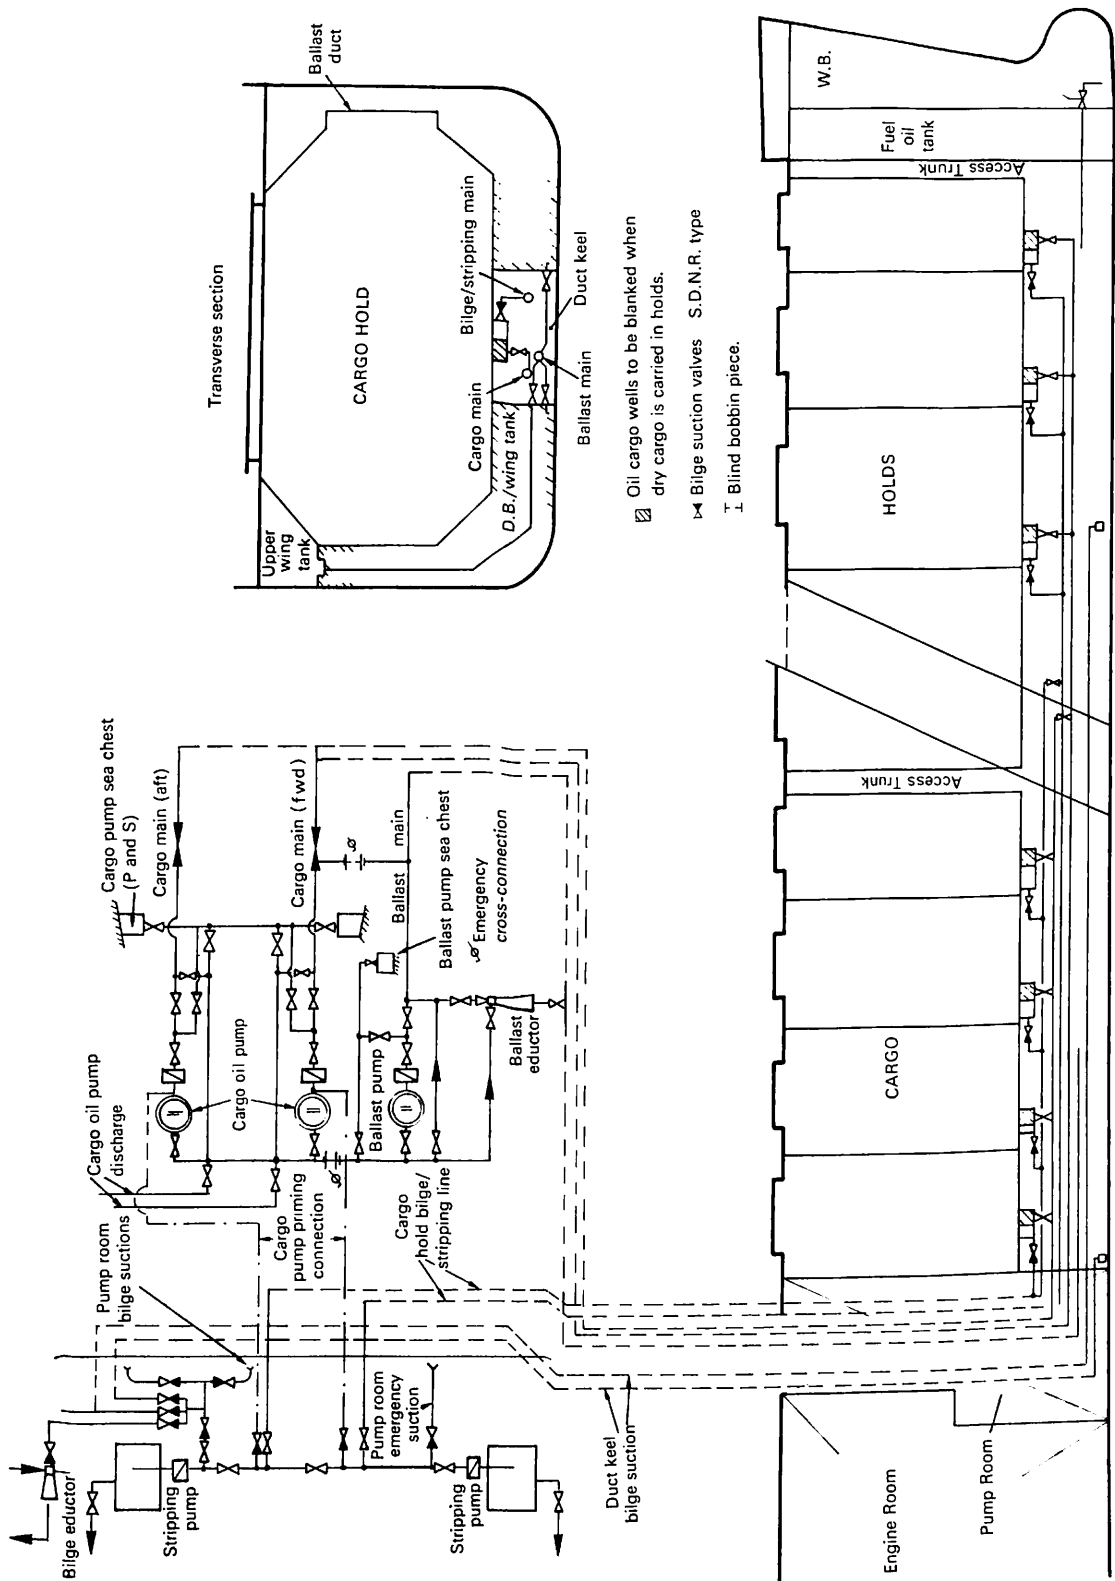 Transverse section
Ballast
duct
CARGO HOLD
Upper
wing
tank
Cargo main
Bilge/stripping main
D.B./wing tank
Duct keel
Ballast main
Oil cargo wells to be blanked when
dry cargo is carried in holds.
Bilge suction valves S.D.N.R. type
Blind bobbin piece.
Cargo pump sea chest
(P and S)
Cargo main (aft)
Cargo main (fwd)
Ballast main
Ballast pump sea chest
Emergency
cross-connection
Cargo oil pump
discharge
Cargo oil pump
Ballast pump
Ballast
eductor
Pump room
bilge suctions
Cargo
pump priming
connection
Cargo
hold bilge/
stripping line
Bilge eductor
Stripping
pump
Pump room
emergency
suction
Stripping
pump
Duct keel
bilge suction
W.B.
Fuel
oil
tank
Access Trunk
HOLDS
Access Trunk
CARGO
Engine Room
Pump Room